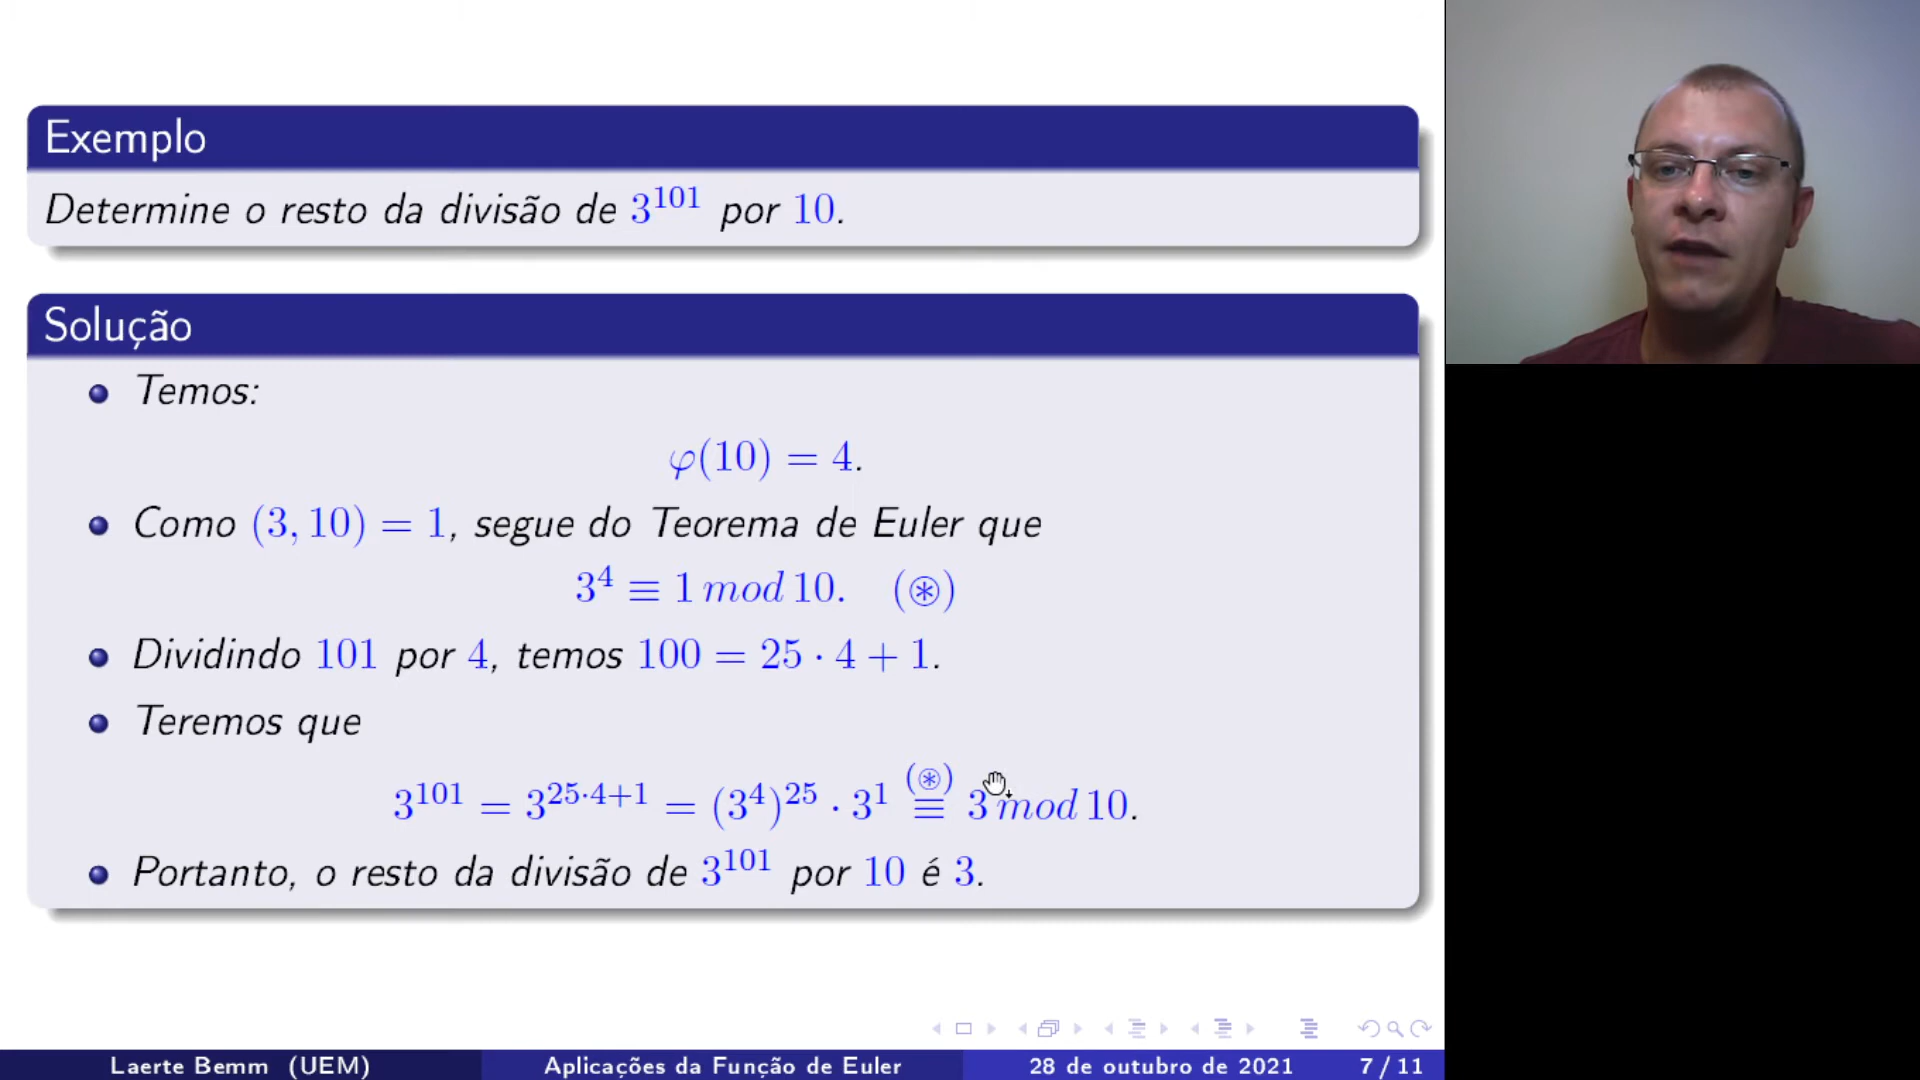 Exemplo
Determine o resto da divisão de 3^101 por 10.
Solução
Temos:
φ(10) = 4.
Como (3, 10) = 1, segue do Teorema de Euler que
3^4 ≡ 1 mod 10. (⊛)
Dividindo 101 por 4, temos 100 = 25 · 4 + 1.
Teremos que
3^101 = 3^(25·4+1) = (3^4)^25 · 3^1 (⊛)≡ 3 mod 10.
Portanto, o resto da divisão de 3^101 por 10 é 3.
Laerte Bemm (UEM) Aplicações da Função de Euler 28 de outubro de 2021 7 / 11